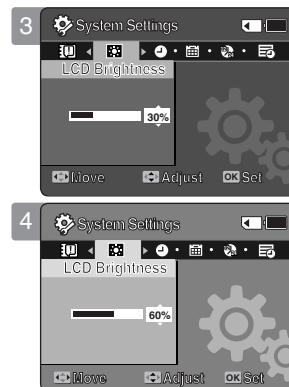 3
System Settings
LCD Brightness
30%
Move Adjust OK Set
4
System Settings
LCD Brightness
60%
Move Adjust OK Set